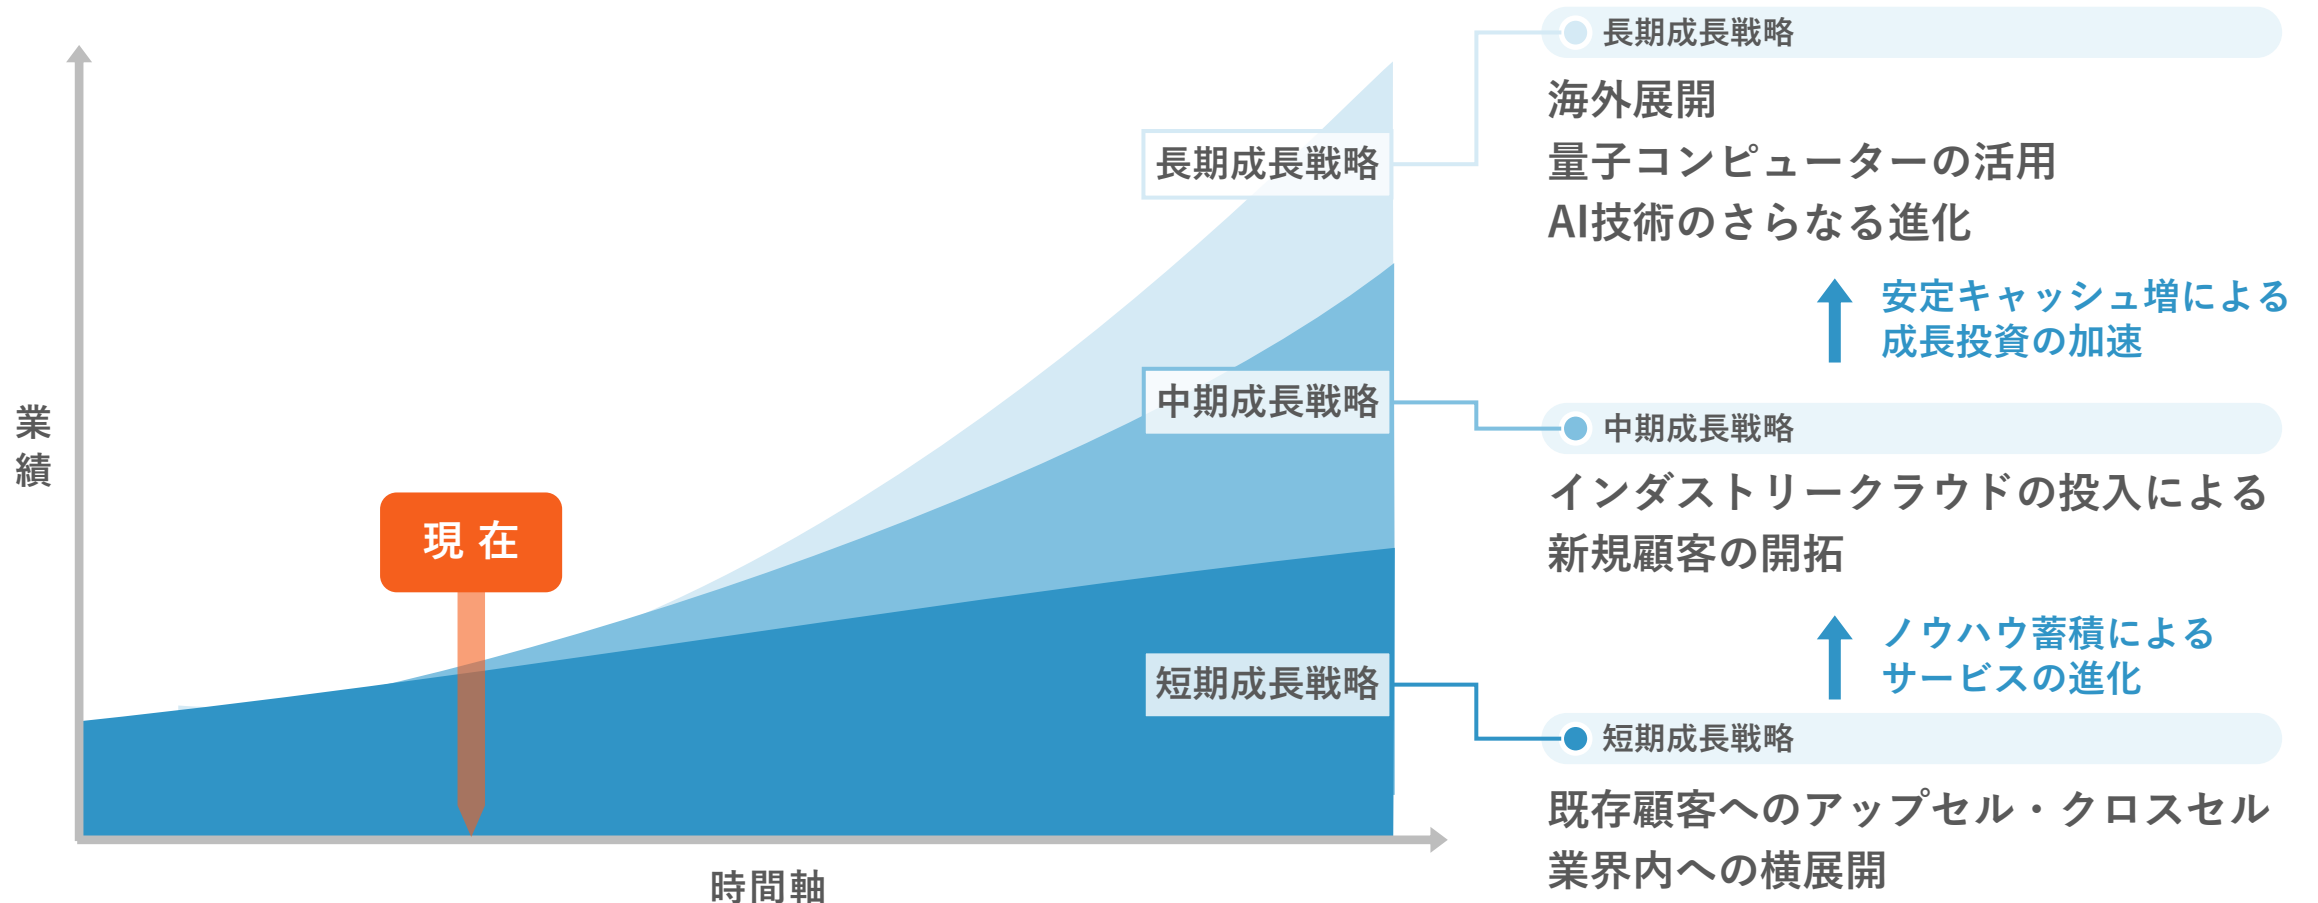 業績
現在
時間軸
長期成長戦略
中期成長戦略
短期成長戦略
長期成長戦略
海外展開
量子コンピューターの活用
AI技術のさらなる進化
安定キャッシュ増による
成長投資の加速
中期成長戦略
インダストリークラウドの投入による
新規顧客の開拓
ノウハウ蓄積による
サービスの進化
短期成長戦略
既存顧客へのアップセル・クロスセル
業界内への横展開